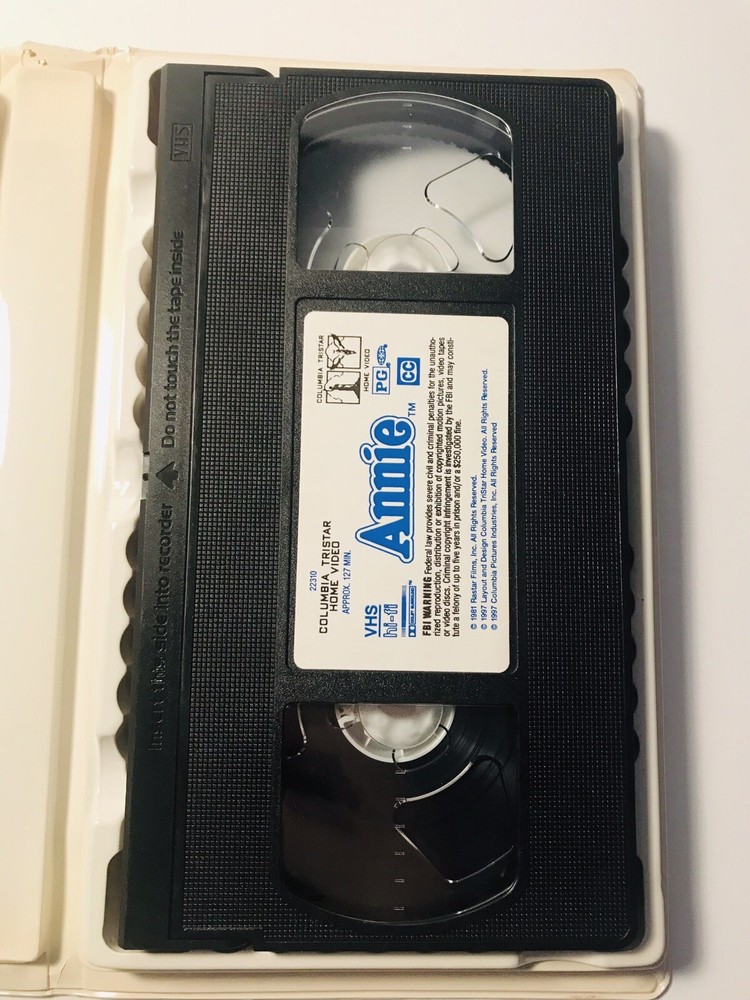 VHS
Insert this side into recorder Do not touch the tape inside
22310
COLUMBIA TRISTAR
HOME VIDEO
APPROX. 127 MIN.
COLUMBIA TRISTAR
HOME VIDEO
PG
CC
Annie™
VHS
hi-fi
DOLBY SURROUND™
FBI WARNING Federal law provides severe civil and criminal penalties for the unautho-
rized reproduction, distribution or exhibition of copyrighted motion pictures, video tapes
or video discs. Criminal copyright infringement is investigated by the FBI and may consti-
tute a felony of up to five years in prison and/or a $250,000 fine.
© 1981 Rastar Films, Inc. All Rights Reserved.
© 1997 Layout and Design Columbia TriStar Home Video. All Rights Reserved.
© 1997 Columbia Pictures Industries, Inc. All Rights Reserved